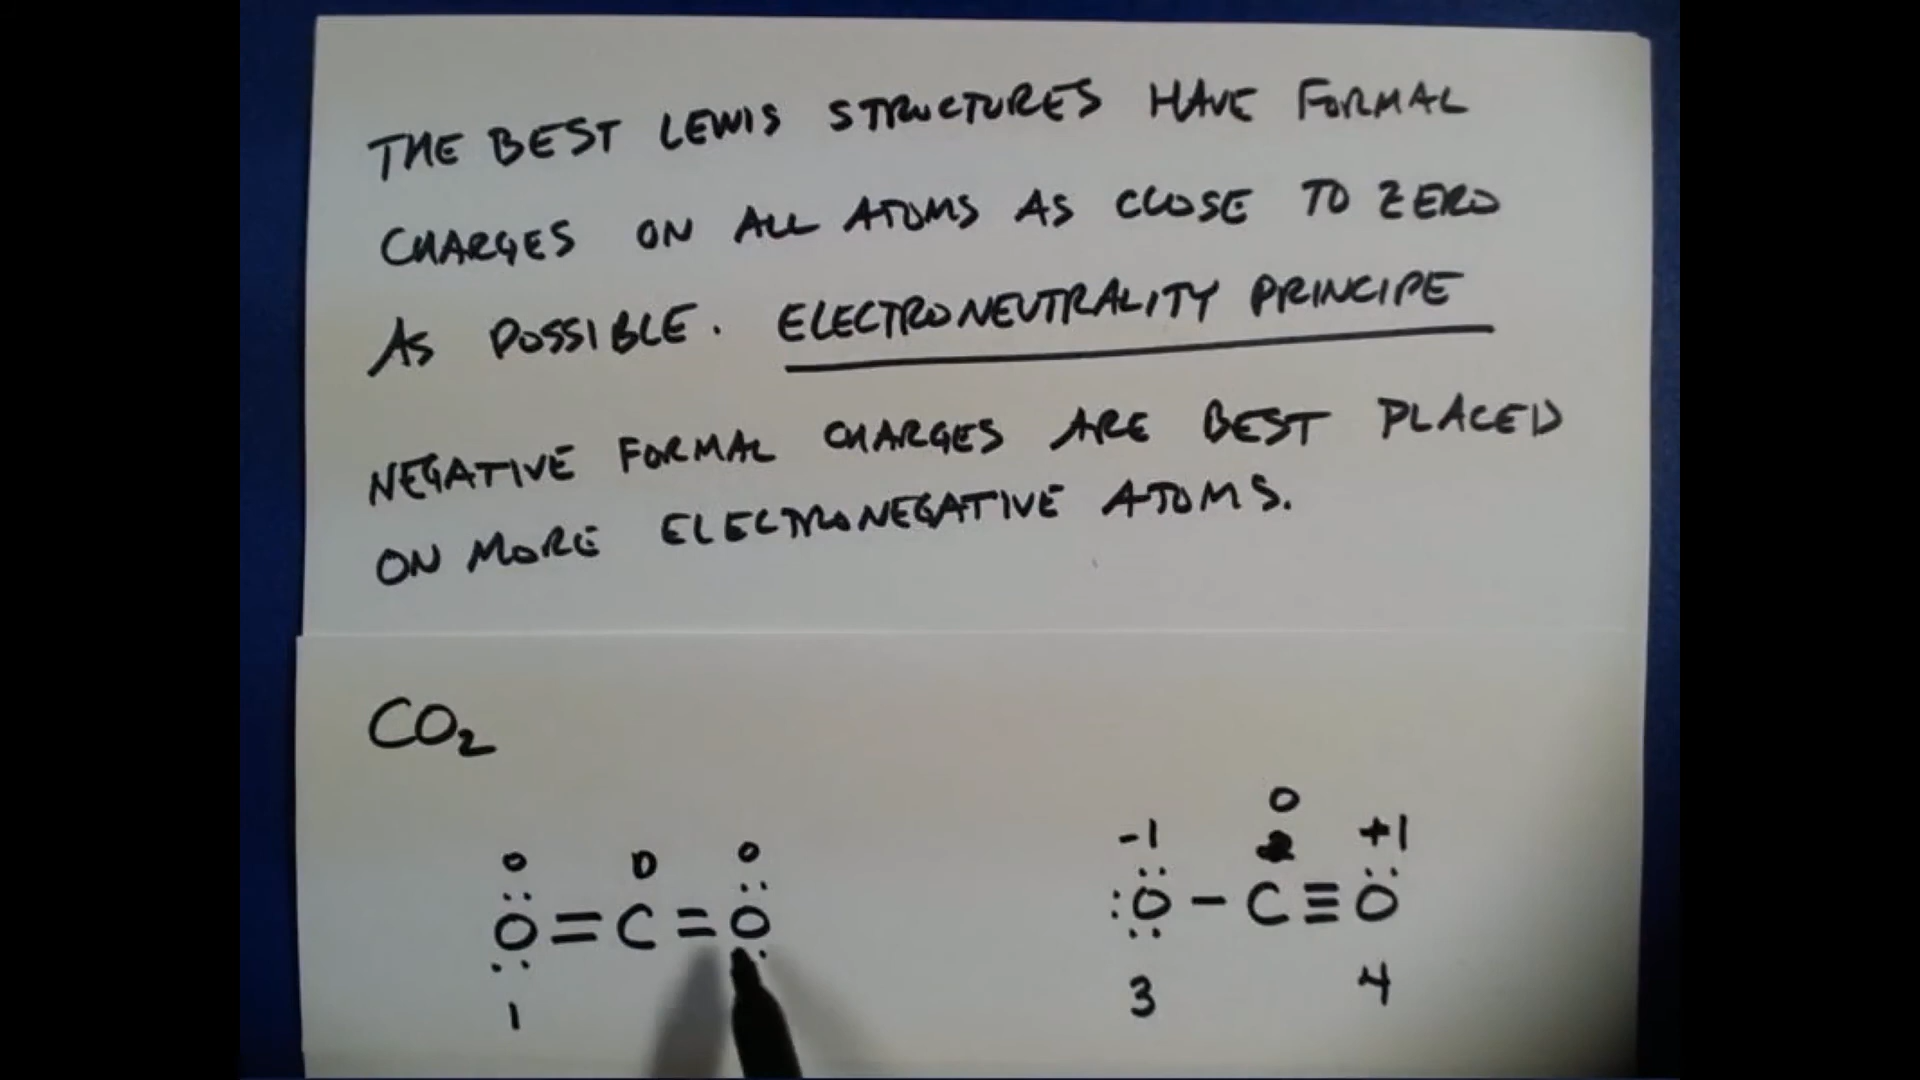 THE BEST LEWIS STRUCTURES HAVE FORMAL
CHARGES ON ALL ATOMS AS CLOSE TO ZERO
AS POSSIBLE. ELECTRONEUTRALITY PRINCIPE
NEGATIVE FORMAL CHARGES ARE BEST PLACED
ON MORE ELECTRONEGATIVE ATOMS.
CO₂
0 0 0
O=C=O
1
0
-1 +1
O-C≡O
3 4